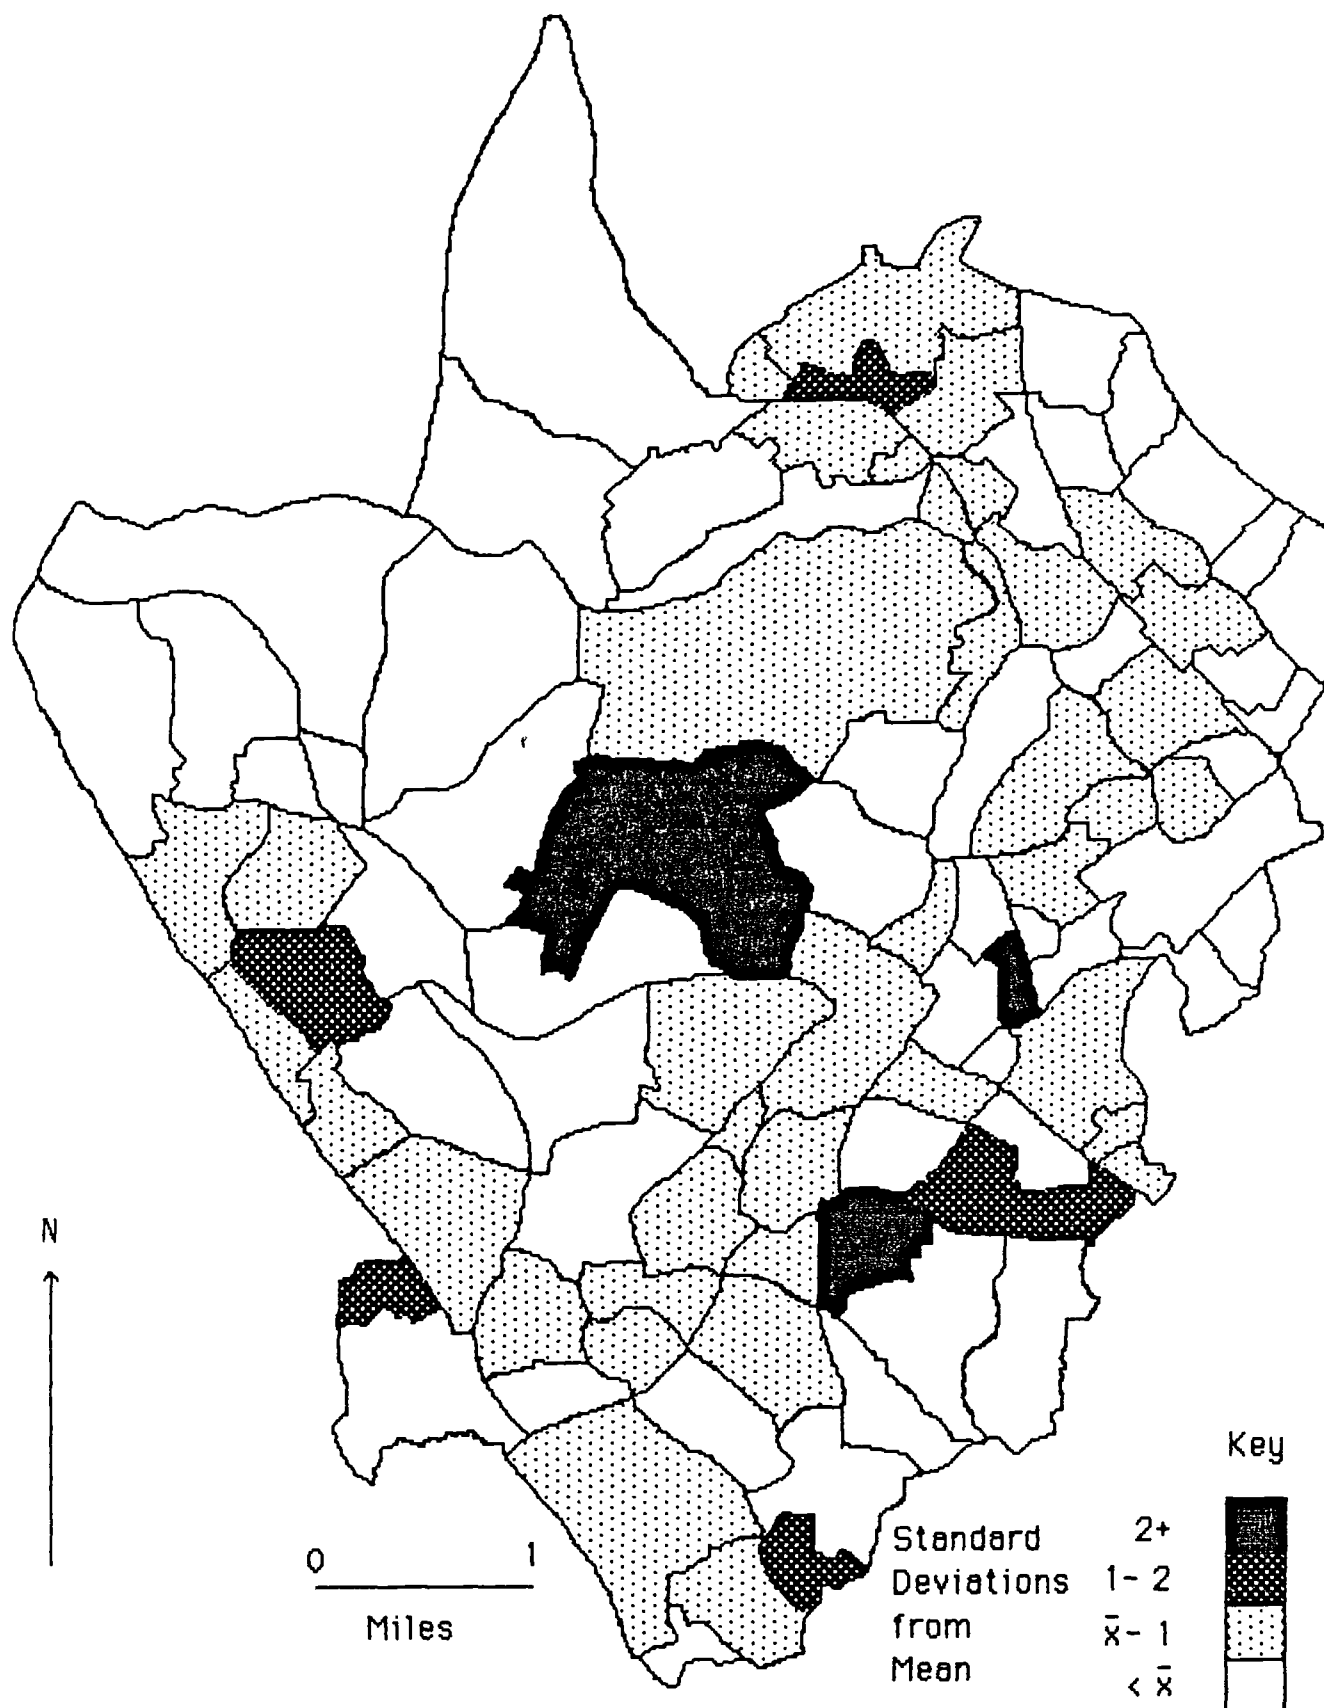 N
Key
0 1
Miles
Standard 2+
Deviations 1-2
from x̄-1
Mean < x̄